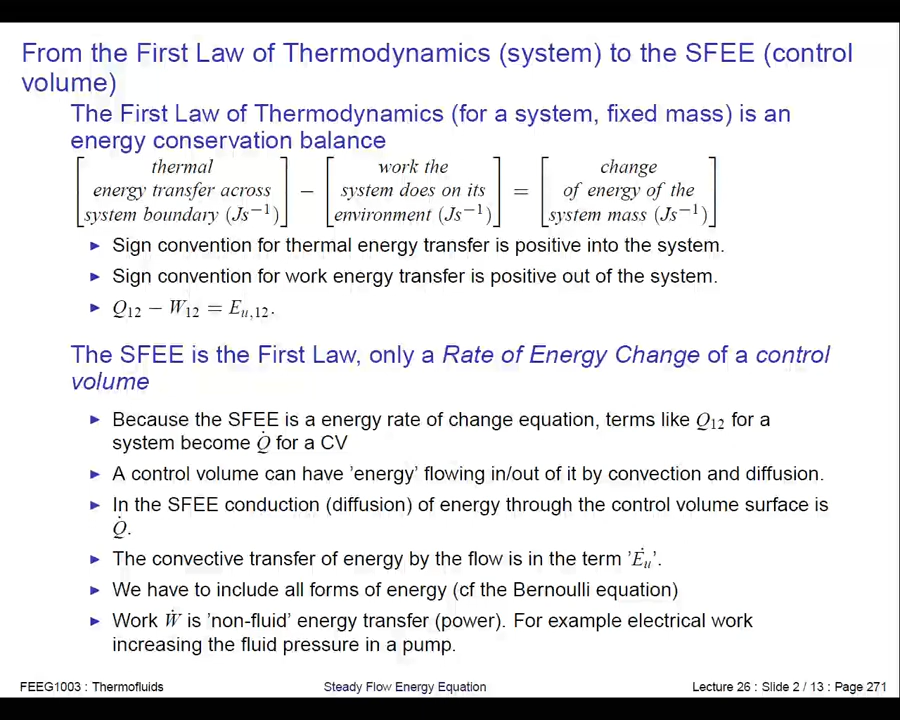 From the First Law of Thermodynamics (system) to the SFEE (control
volume)
The First Law of Thermodynamics (for a system, fixed mass) is an
energy conservation balance
[thermal energy transfer across system boundary (Js⁻¹)] − [work the system does on its environment (Js⁻¹)] = [change of energy of the system mass (Js⁻¹)]
► Sign convention for thermal energy transfer is positive into the system.
► Sign convention for work energy transfer is positive out of the system.
► Q₁₂ − W₁₂ = E_{u,12}.
The SFEE is the First Law, only a Rate of Energy Change of a control
volume
► Because the SFEE is a energy rate of change equation, terms like Q₁₂ for a
system become Q̇ for a CV
► A control volume can have 'energy' flowing in/out of it by convection and diffusion.
► In the SFEE conduction (diffusion) of energy through the control volume surface is
Q̇.
► The convective transfer of energy by the flow is in the term 'Ė_u'.
► We have to include all forms of energy (cf the Bernoulli equation)
► Work Ẇ is 'non-fluid' energy transfer (power). For example electrical work
increasing the fluid pressure in a pump.
FEEG1003 : Thermofluids Steady Flow Energy Equation Lecture 26 : Slide 2 / 13 : Page 271